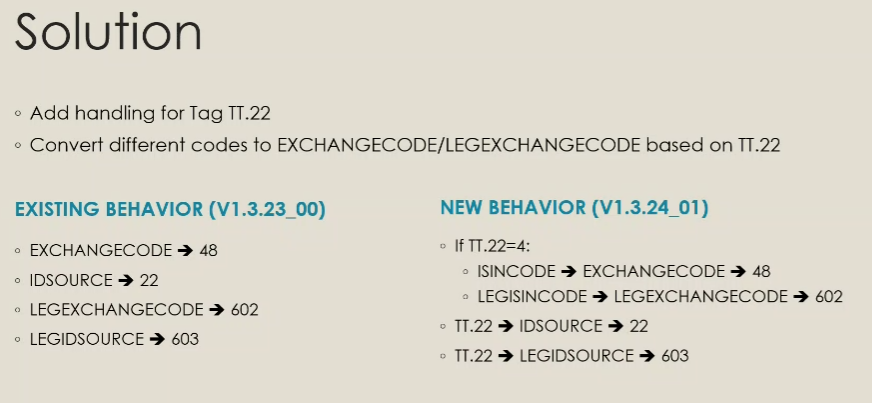 Solution
◦ Add handling for Tag TT.22
◦ Convert different codes to EXCHANGECODE/LEGEXCHANGECODE based on TT.22
EXISTING BEHAVIOR (V1.3.23_00)
◦ EXCHANGECODE ➔ 48
◦ IDSOURCE ➔ 22
◦ LEGEXCHANGECODE ➔ 602
◦ LEGIDSOURCE ➔ 603
NEW BEHAVIOR (V1.3.24_01)
◦ If TT.22=4:
◦ ISINCODE ➔ EXCHANGECODE ➔ 48
◦ LEGISINCODE ➔ LEGEXCHANGECODE ➔ 602
◦ TT.22 ➔ IDSOURCE ➔ 22
◦ TT.22 ➔ LEGIDSOURCE ➔ 603